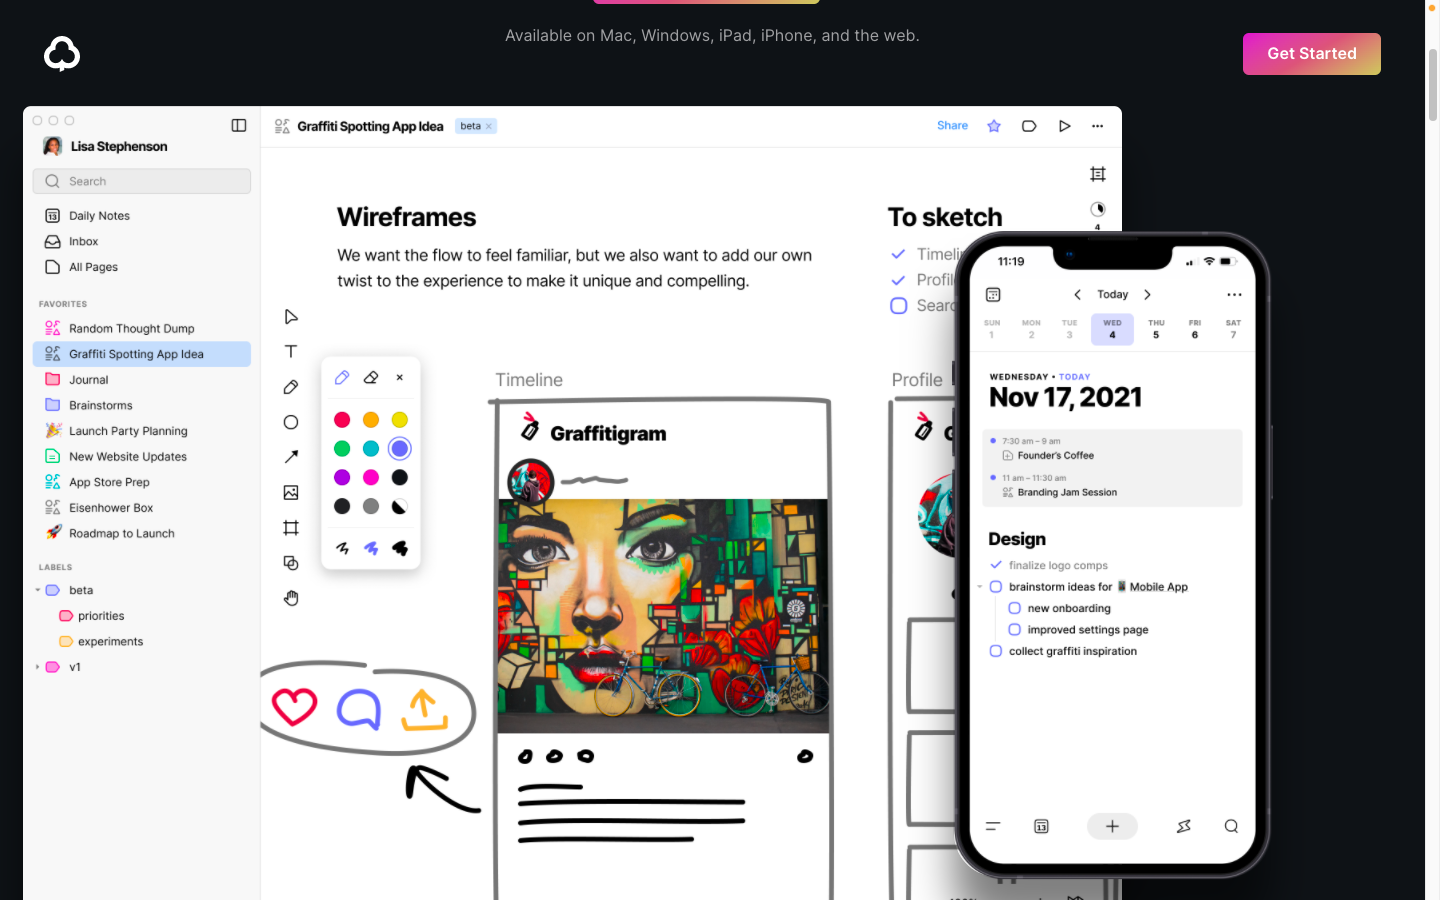 Available on Mac, Windows, iPad, iPhone, and the web.
Get Started
Lisa Stephenson
Search
13
Daily Notes
Inbox
All Pages
FAVORITES
Random Thought Dump
Graffiti Spotting App Idea
Journal
Brainstorms
Launch Party Planning
New Website Updates
App Store Prep
Eisenhower Box
Roadmap to Launch
LABELS
beta
priorities
experiments
v1
Graffiti Spotting App Idea
beta ×
Share
4
Wireframes
We want the flow to feel familiar, but we also want to add our own
twist to the experience to make it unique and compelling.
To sketch
Timeli
Profil
Searc
Timeline
Graffitigram
Profile
11:19
Today
SUN MON TUE WED THU FRI SAT
1 2 3 4 5 6 7
WEDNESDAY • TODAY
Nov 17, 2021
7:30 am – 9 am
Founder's Coffee
11 am – 11:30 am
Branding Jam Session
Design
finalize logo comps
brainstorm ideas for 📱 Mobile App
new onboarding
improved settings page
collect graffiti inspiration
13